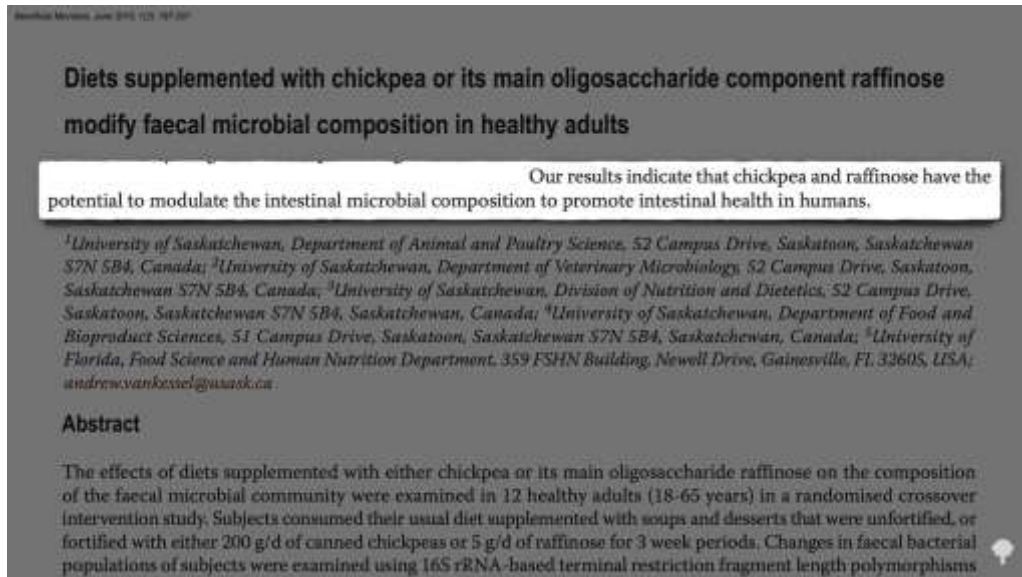 Beneficial Microbes, June 2010; 1(2): 197-207
Diets supplemented with chickpea or its main oligosaccharide component raffinose
modify faecal microbial composition in healthy adults
Our results indicate that chickpea and raffinose have the
potential to modulate the intestinal microbial composition to promote intestinal health in humans.
¹University of Saskatchewan, Department of Animal and Poultry Science, 52 Campus Drive, Saskatoon, Saskatchewan
S7N 5B4, Canada; ²University of Saskatchewan, Department of Veterinary Microbiology, 52 Campus Drive, Saskatoon,
Saskatchewan S7N 5B4, Canada; ³University of Saskatchewan, Division of Nutrition and Dietetics, 52 Campus Drive,
Saskatoon, Saskatchewan S7N 5B4, Saskatchewan, Canada; ⁴University of Saskatchewan, Department of Food and
Bioproduct Sciences, 51 Campus Drive, Saskatoon, Saskatchewan S7N 5B4, Saskatchewan, Canada; ⁵University of
Florida, Food Science and Human Nutrition Department, 359 FSHN Building, Newell Drive, Gainesville, FL 32605, USA;
andrew.vankessel@usask.ca
Abstract
The effects of diets supplemented with either chickpea or its main oligosaccharide raffinose on the composition
of the faecal microbial community were examined in 12 healthy adults (18-65 years) in a randomised crossover
intervention study. Subjects consumed their usual diet supplemented with soups and desserts that were unfortified, or
fortified with either 200 g/d of canned chickpeas or 5 g/d of raffinose for 3 week periods. Changes in faecal bacterial
populations of subjects were examined using 16S rRNA-based terminal restriction fragment length polymorphisms